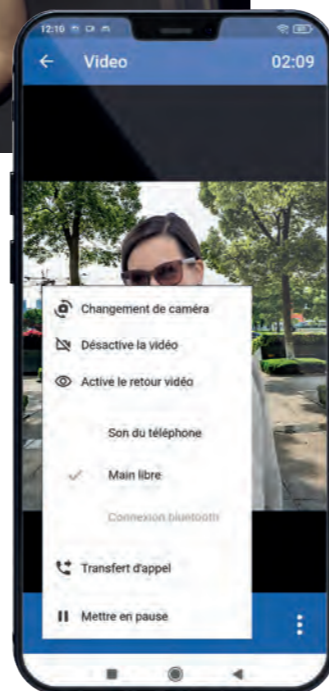 12:10
Video 02:09
Changement de caméra
Désactive la vidéo
Active le retour vidéo
Son du téléphone
Main libre
Connexion bluetooth
Transfert d'appel
Mettre en pause